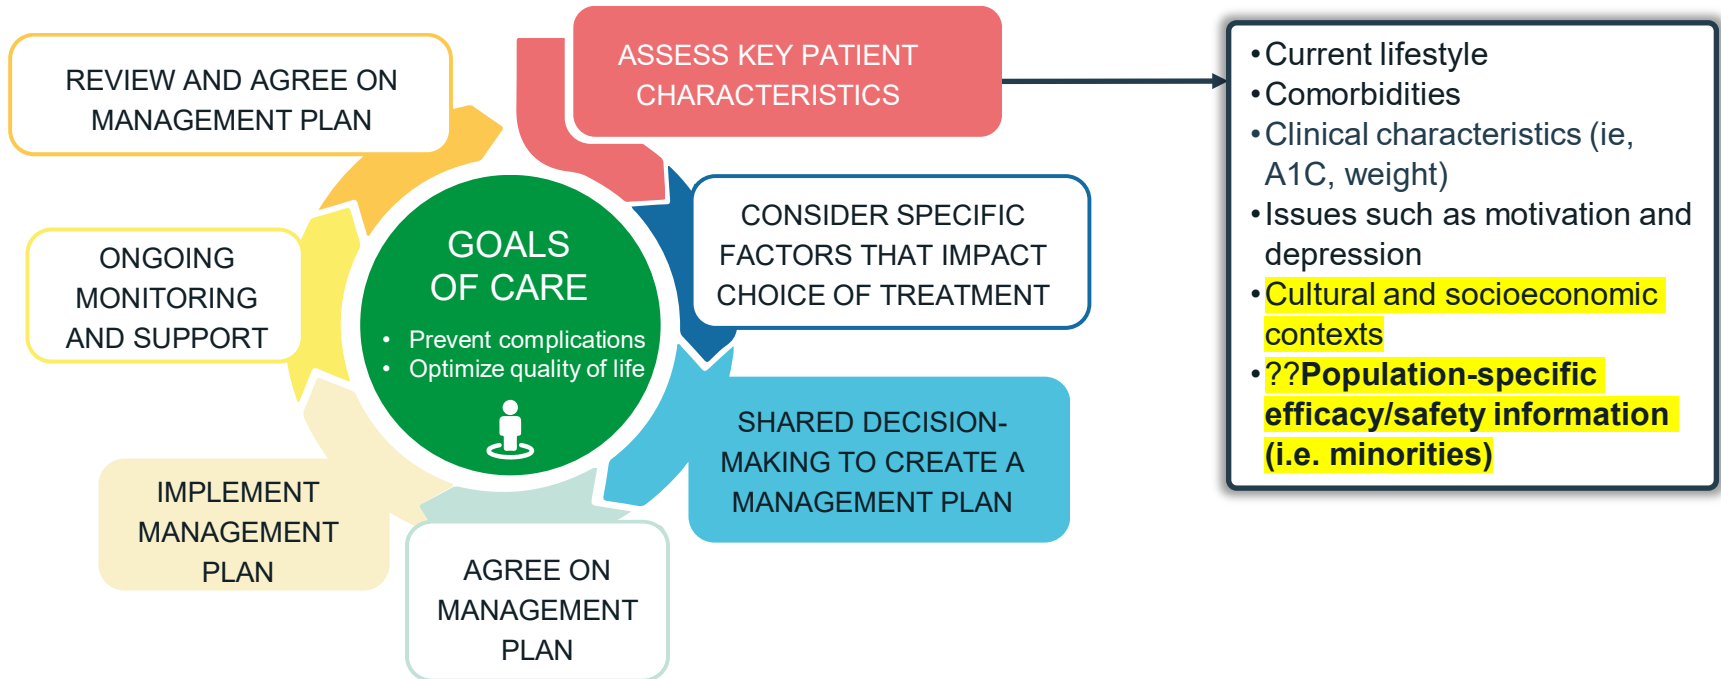 ASSESS KEY PATIENT
CHARACTERISTICS
• Current lifestyle
• Comorbidities
• Clinical characteristics (ie,
A1C, weight)
• Issues such as motivation and
depression
• Cultural and socioeconomic
contexts
• ??Population-specific
efficacy/safety information
(i.e. minorities)
CONSIDER SPECIFIC
FACTORS THAT IMPACT
CHOICE OF TREATMENT
SHARED DECISION-
MAKING TO CREATE A
MANAGEMENT PLAN
AGREE ON
MANAGEMENT
PLAN
IMPLEMENT
MANAGEMENT
PLAN
ONGOING
MONITORING
AND SUPPORT
REVIEW AND AGREE ON
MANAGEMENT PLAN
GOALS
OF CARE
• Prevent complications
• Optimize quality of life